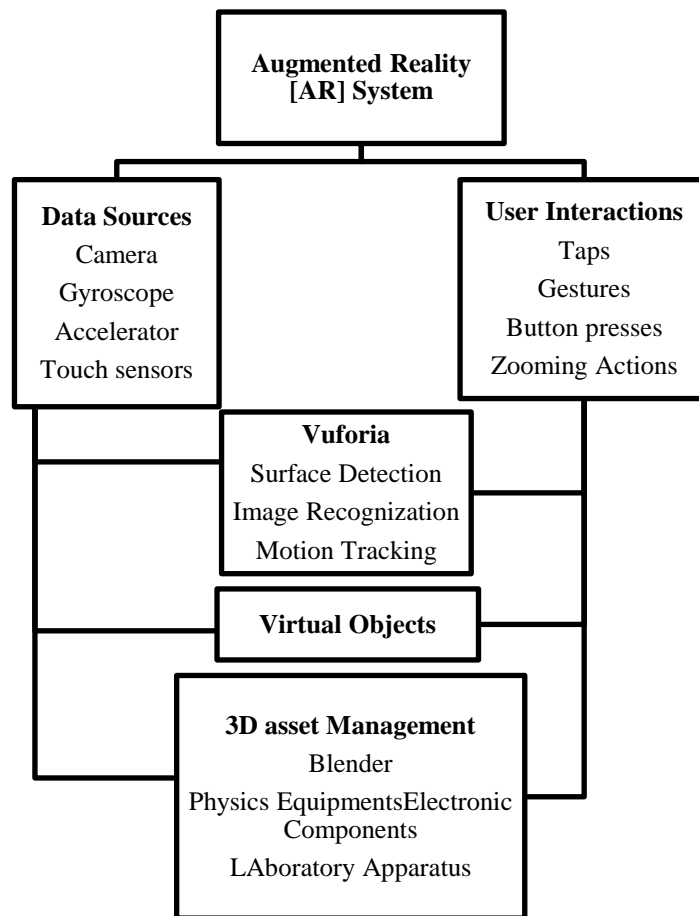 Augmented Reality
[AR] System
Data Sources
Camera
Gyroscope
Accelerator
Touch sensors
User Interactions
Taps
Gestures
Button presses
Zooming Actions
Vuforia
Surface Detection
Image Recognization
Motion Tracking
Virtual Objects
3D asset Management
Blender
Physics EquipmentsElectronic
Components
LAboratory Apparatus